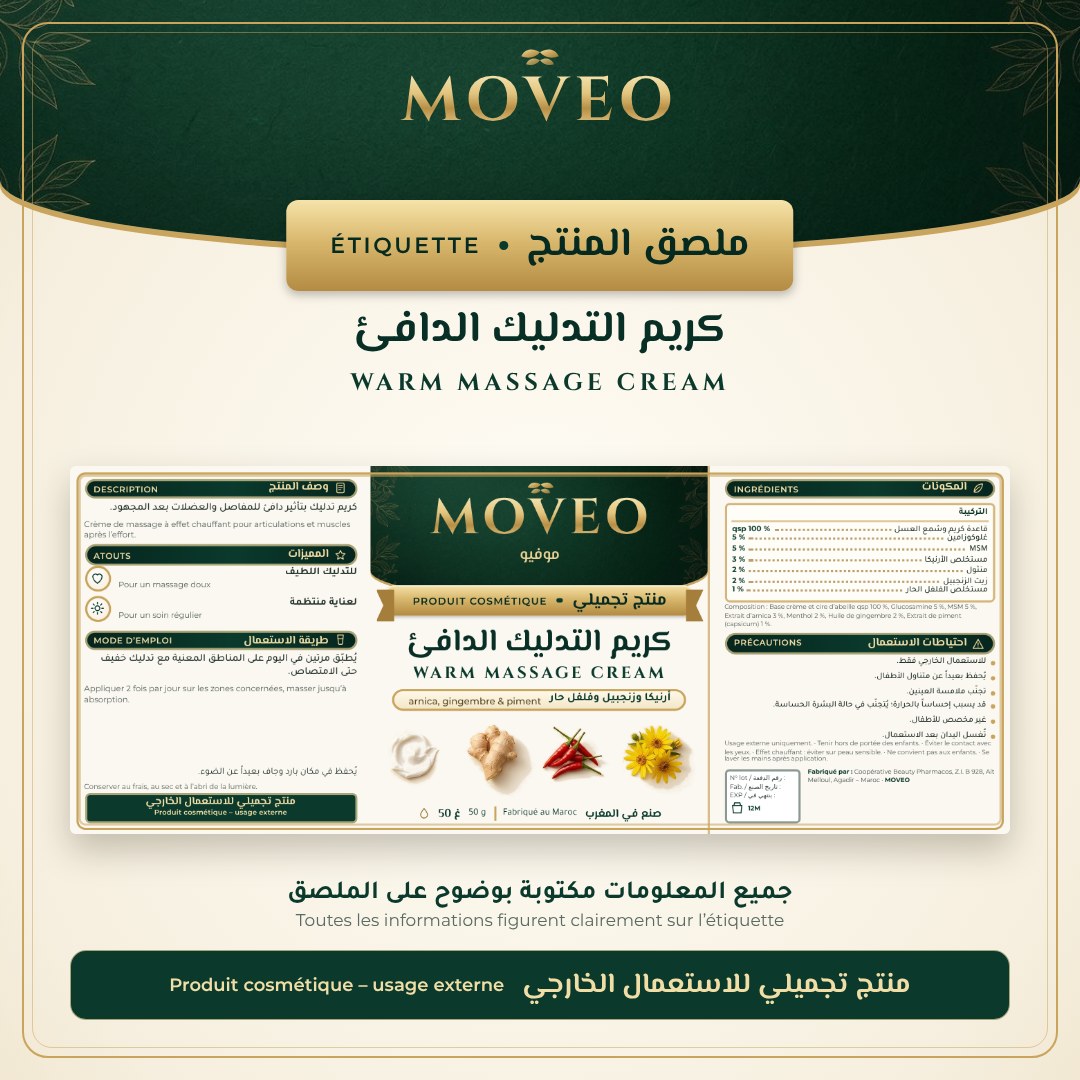 MOVEO
ÉTIQUETTE • ملصق المنتج
كريم التدليك الدافئ
WARM MASSAGE CREAM
DESCRIPTION وصف المنتج
كريم تدليك بتأثير دافئ للمفاصل والعضلات بعد المجهود.
Crème de massage à effet chauffant pour articulations et muscles
après l'effort.
ATOUTS المميزات
للتدليك اللطيف
Pour un massage doux
لعناية منتظمة
Pour un soin régulier
MODE D'EMPLOI طريقة الاستعمال
يُطبّق مرتين في اليوم على المناطق المعنية مع تدليك خفيف
حتى الامتصاص.
Appliquer 2 fois par jour sur les zones concernées, masser jusqu'à
absorption.
يُحفظ في مكان بارد وجاف بعيداً عن الضوء.
Conserver au frais, au sec et à l'abri de la lumière.
منتج تجميلي للاستعمال الخارجي
Produit cosmétique – usage externe
MOVEO
موفيو
PRODUIT COSMÉTIQUE • منتج تجميلي
كريم التدليك الدافئ
WARM MASSAGE CREAM
arnica, gingembre & piment أرنيكا وزنجبيل وفلفل حار
50 غ 50 g | Fabriqué au Maroc صنع في المغرب
INGRÉDIENTS المكونات
التركيبة
قاعدة كريم وشمع العسل qsp 100 %
غلوكوزامين 5 %
MSM 5 %
مستخلص الأرنيكا 3 %
منثول 2 %
زيت الزنجبيل 2 %
مستخلص الفلفل الحار 1 %
Composition : Base crème et cire d'abeille qsp 100 %, Glucosamine 5 %, MSM 5 %,
Extrait d'arnica 3 %, Menthol 2 %, Huile de gingembre 2 %, Extrait de piment
(capsicum) 1 %.
PRÉCAUTIONS احتياطات الاستعمال
للاستعمال الخارجي فقط.
يُحفظ بعيداً عن متناول الأطفال.
تجنّب ملامسة العينين.
قد يسبب إحساساً بالحرارة؛ يُتجنّب في حالة البشرة الحساسة.
غير مخصص للأطفال.
تُغسل اليدان بعد الاستعمال.
Usage externe uniquement. · Tenir hors de portée des enfants. · Éviter le contact avec
les yeux. · Effet chauffant : éviter sur peau sensible. · Ne convient pas aux enfants. · Se
laver les mains après application.
N° lot / رقم الدفعة :
Fab. / تاريخ الصنع :
EXP / ينتهي في :
12M
Fabriqué par : Coopérative Beauty Pharmacos, Z.I. B 928, Ait
Melloul, Agadir – Maroc · MOVEO
جميع المعلومات مكتوبة بوضوح على الملصق
Toutes les informations figurent clairement sur l'étiquette
Produit cosmétique – usage externe منتج تجميلي للاستعمال الخارجي